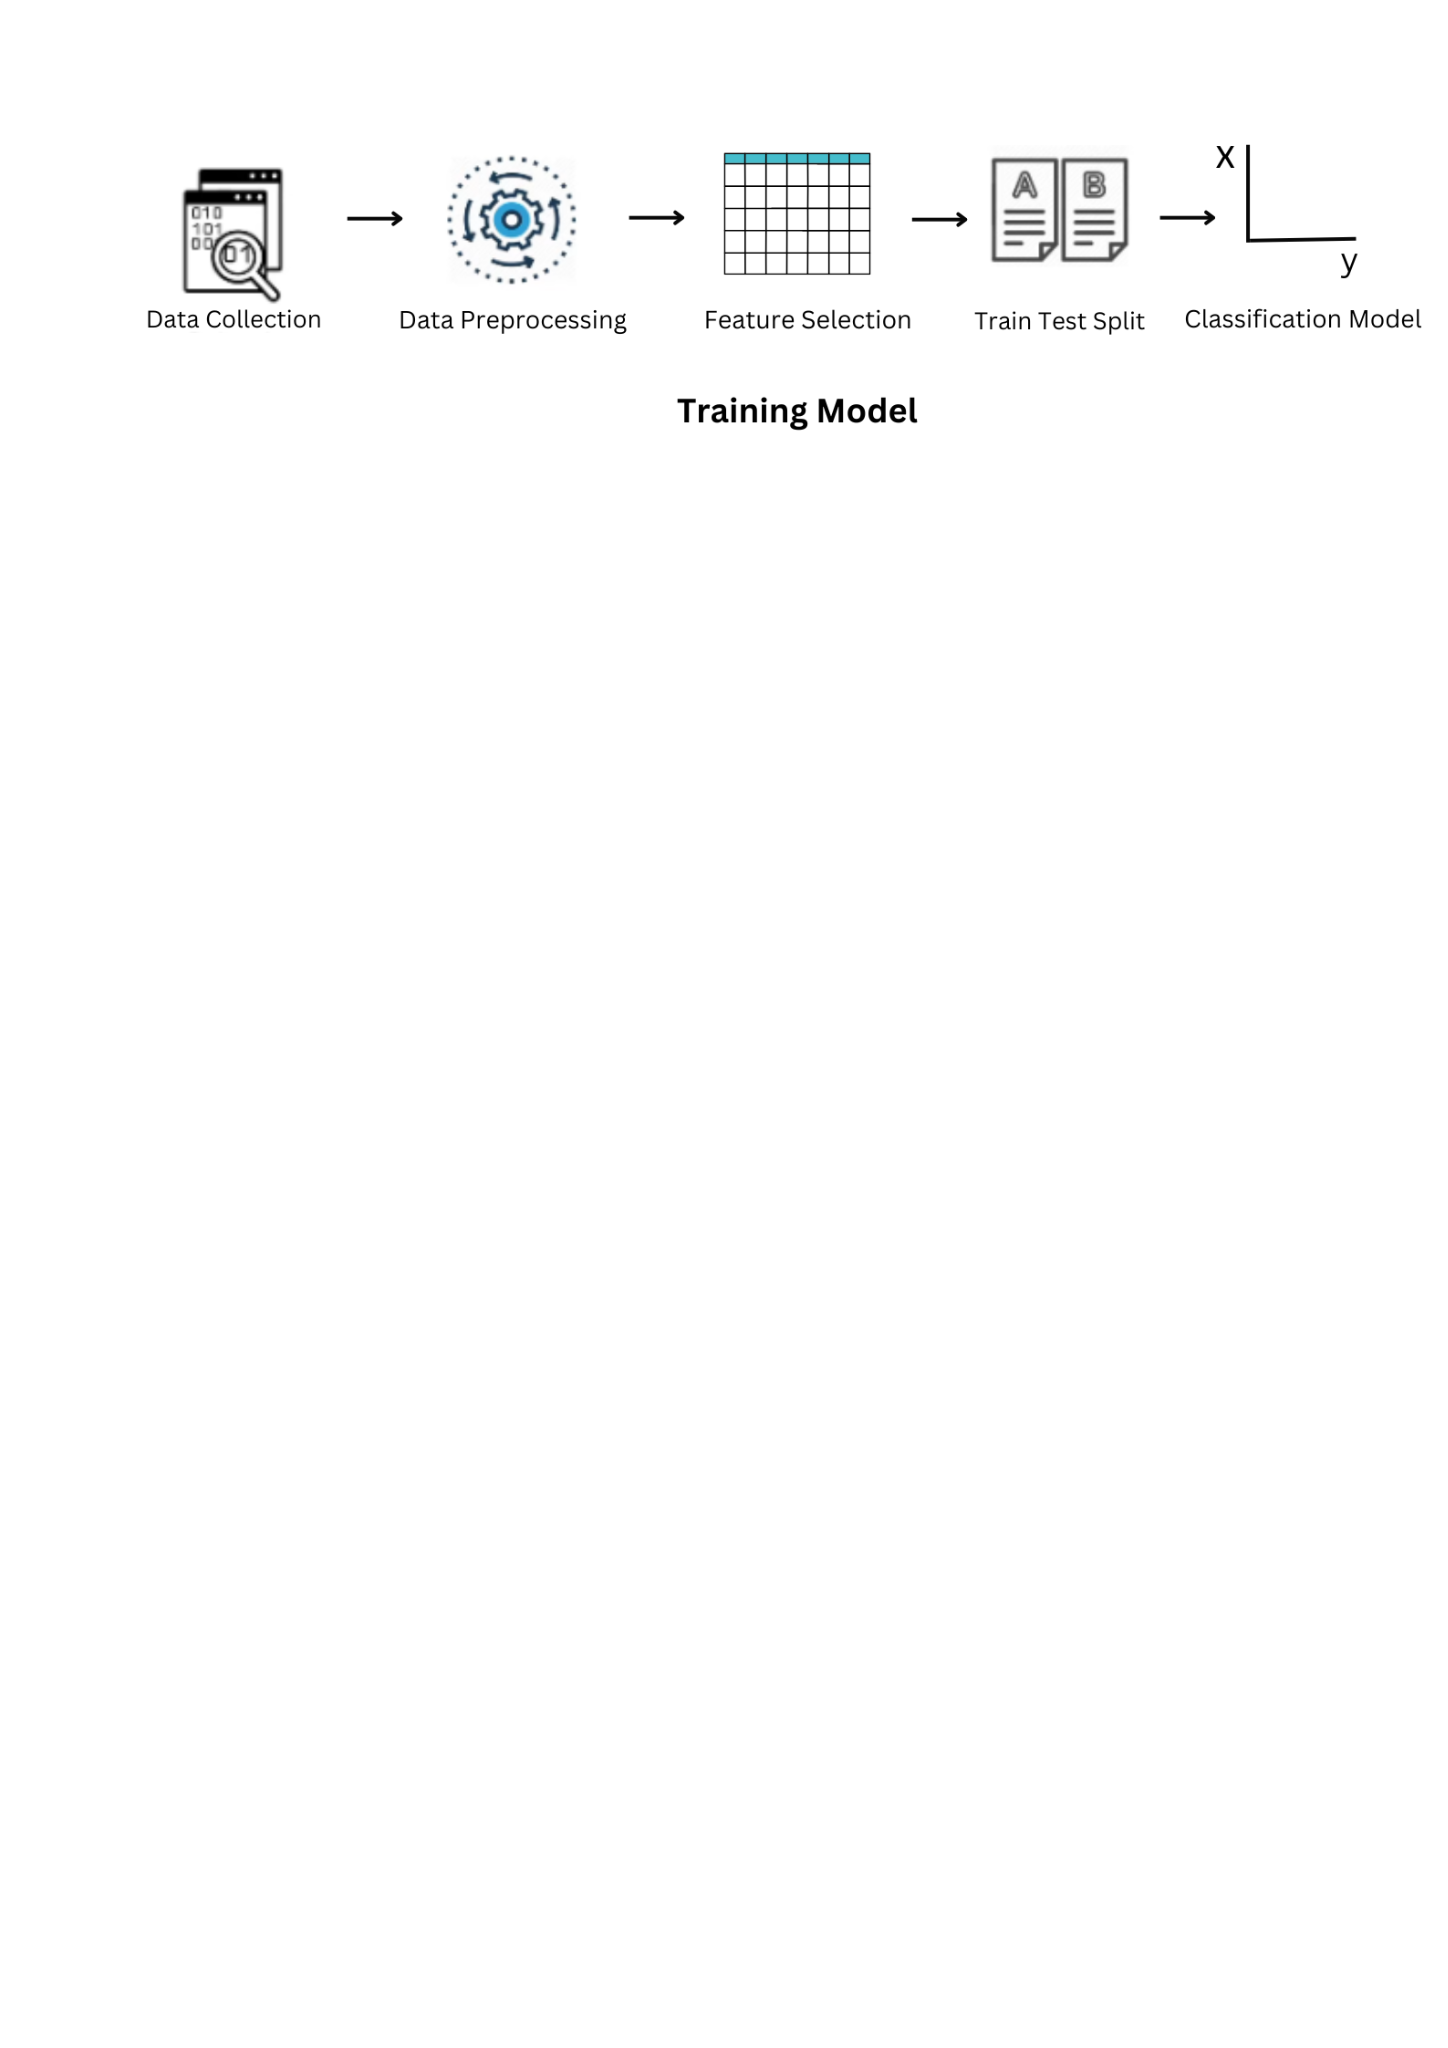 010
101
00
01
Data Collection
Data Preprocessing
Feature Selection
A B
Train Test Split
X
y
Classification Model
Training Model